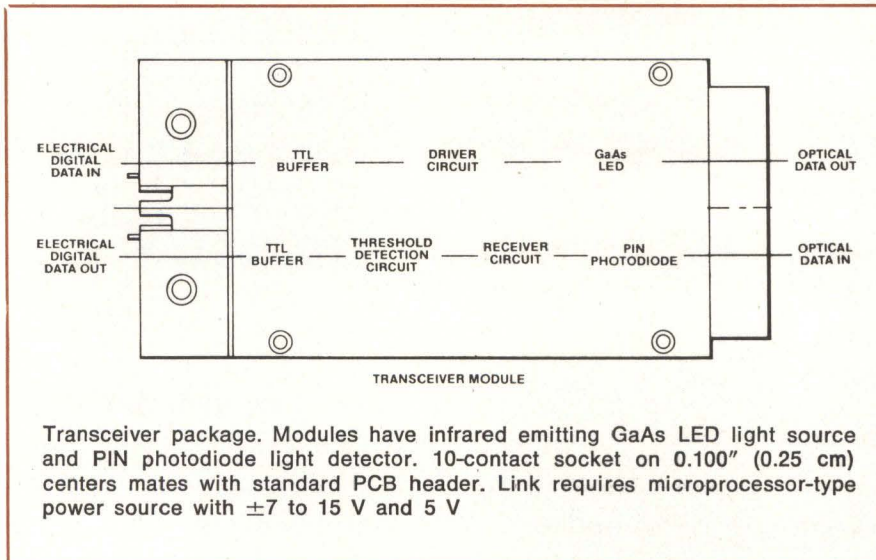 ELECTRICAL
DIGITAL
DATA IN
TTL
BUFFER
DRIVER
CIRCUIT
GaAs
LED
OPTICAL
DATA OUT
ELECTRICAL
DIGITAL
DATA OUT
TTL
BUFFER
THRESHOLD
DETECTION
CIRCUIT
RECEIVER
CIRCUIT
PIN
PHOTODIODE
OPTICAL
DATA IN
TRANSCEIVER MODULE
Transceiver package. Modules have infrared emitting GaAs LED light source
and PIN photodiode light detector. 10-contact socket on 0.100″ (0.25 cm)
centers mates with standard PCB header. Link requires microprocessor-type
power source with ±7 to 15 V and 5 V